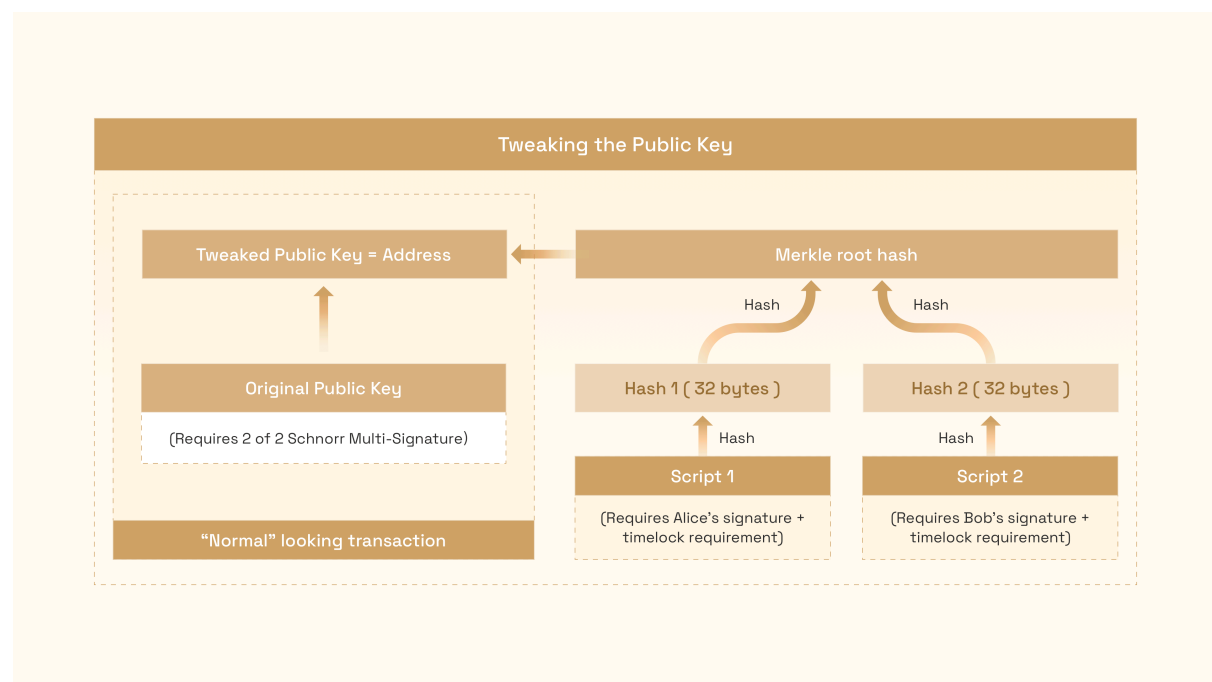 Tweaking the Public Key
Tweaked Public Key = Address
Merkle root hash
Hash
Hash
Original Public Key
(Requires 2 of 2 Schnorr Multi-Signature)
Hash 1 ( 32 bytes )
Hash 2 ( 32 bytes )
Hash
Hash
Script 1
Script 2
(Requires Alice’s signature +
timelock requirement)
(Requires Bob’s signature +
timelock requirement)
“Normal” looking transaction